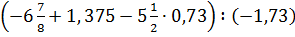 (−6 7/8 + 1,375 − 5 1/2 · 0,73) : (−1,73)